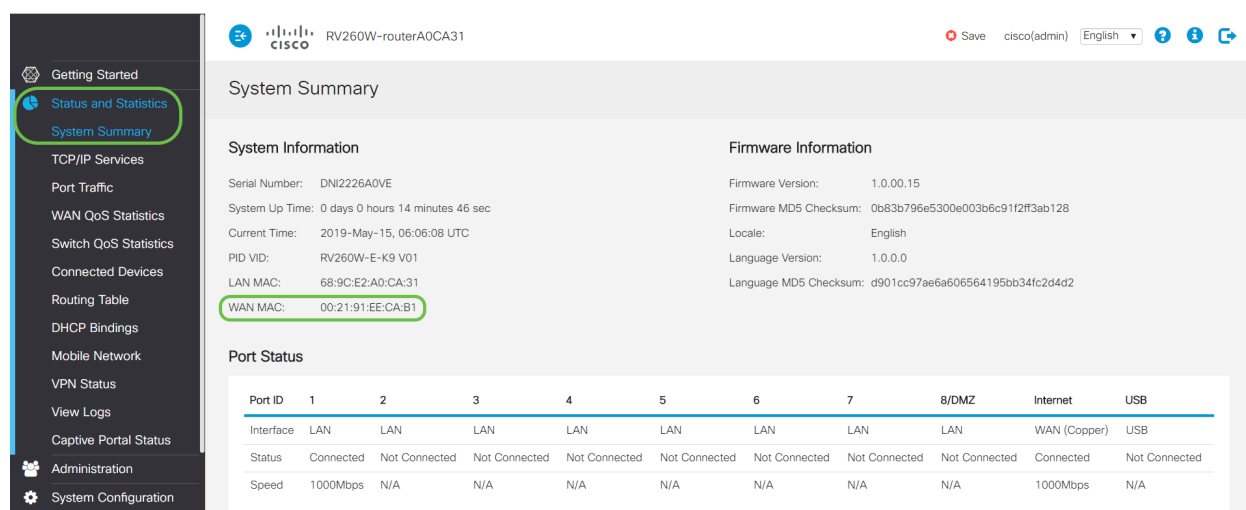 CISCO
RV260W-routerA0CA31
Save cisco(admin) English
Getting Started
Status and Statistics
System Summary
TCP/IP Services
Port Traffic
WAN QoS Statistics
Switch QoS Statistics
Connected Devices
Routing Table
DHCP Bindings
Mobile Network
VPN Status
View Logs
Captive Portal Status
Administration
System Configuration
System Summary
System Information
Serial Number: DNI2226A0VE
System Up Time: 0 days 0 hours 14 minutes 46 sec
Current Time: 2019-May-15, 06:06:08 UTC
PID VID: RV260W-E-K9 V01
LAN MAC: 68:9C:E2:A0:CA:31
WAN MAC: 00:21:91:EE:CA:B1
Firmware Information
Firmware Version: 1.0.00.15
Firmware MD5 Checksum: 0b83b796e5300e003b6c91f2ff3ab128
Locale: English
Language Version: 1.0.0.0
Language MD5 Checksum: d901cc97ae6a606564195bb34fc2d4d2
Port Status
Port ID 1 2 3 4 5 6 7 8/DMZ Internet USB
Interface LAN LAN LAN LAN LAN LAN LAN LAN WAN (Copper) USB
Status Connected Not Connected Not Connected Not Connected Not Connected Not Connected Not Connected Not Connected Connected Not Connected
Speed 1000Mbps N/A N/A N/A N/A N/A N/A N/A 1000Mbps N/A